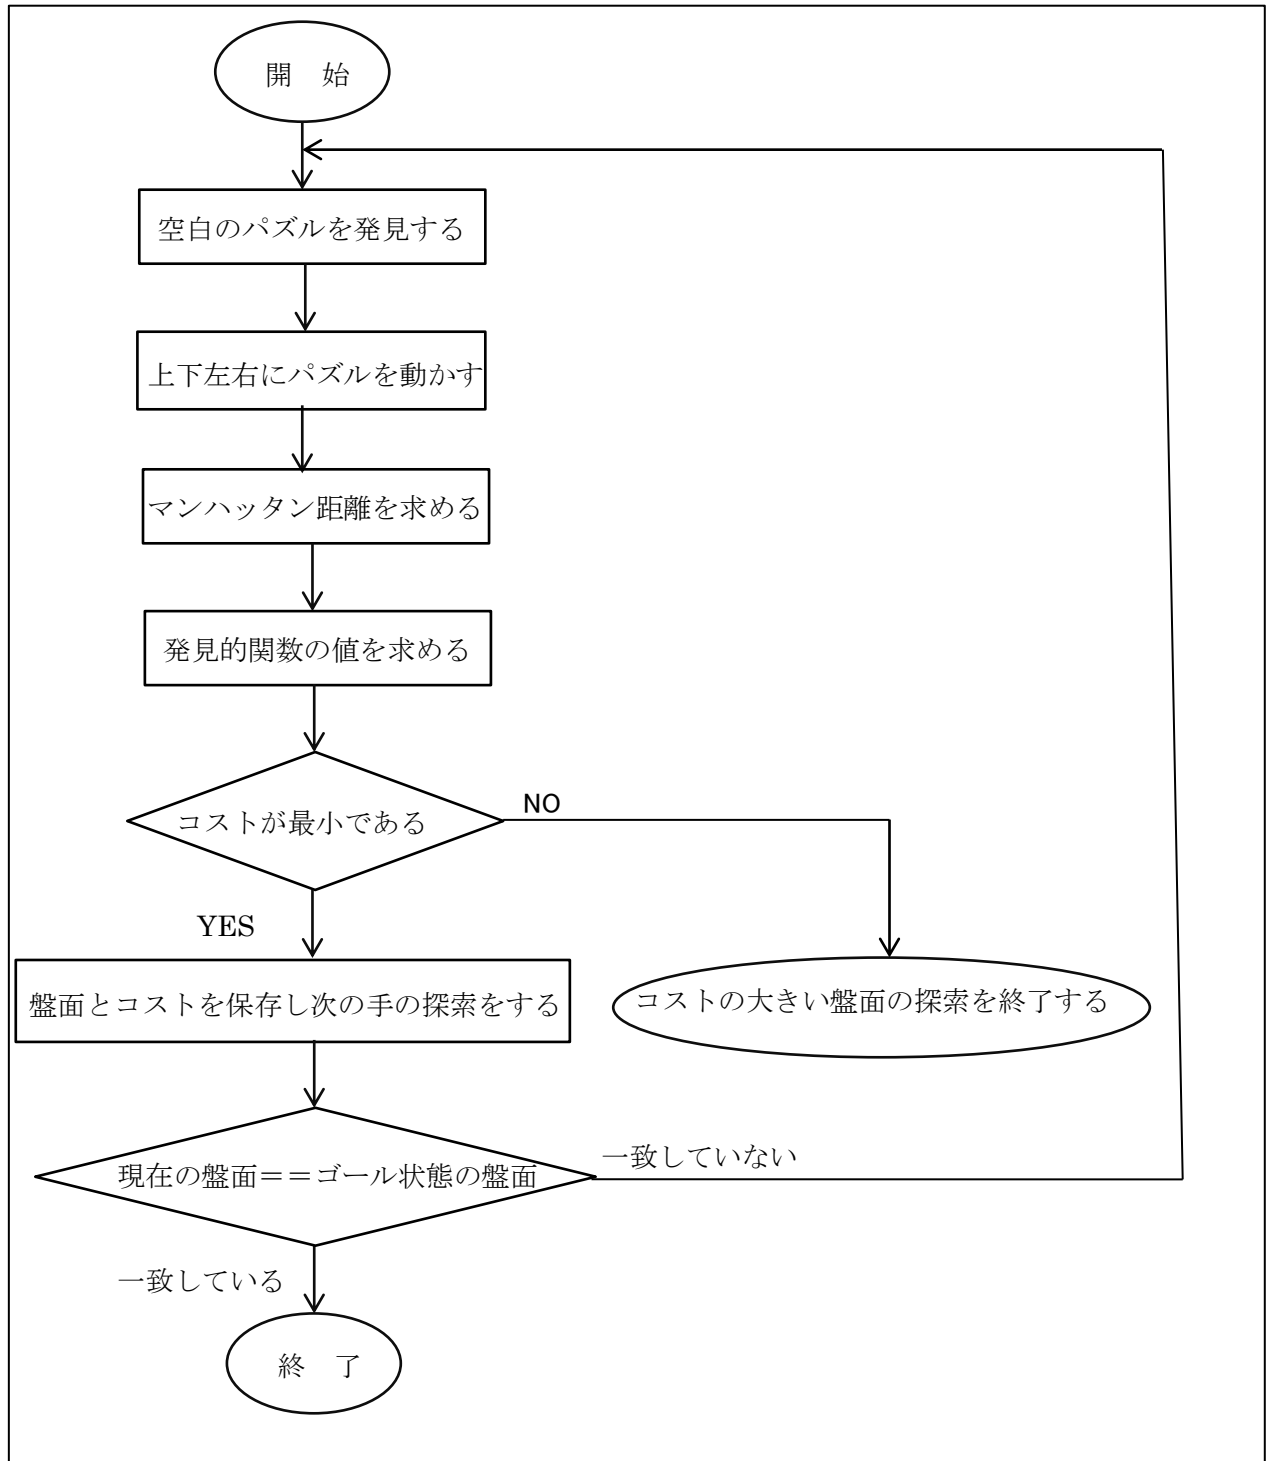 開　始
空白のパズルを発見する
上下左右にパズルを動かす
マンハッタン距離を求める
発見的関数の値を求める
コストが最小である
NO
YES
盤面とコストを保存し次の手の探索をする
コストの大きい盤面の探索を終了する
現在の盤面＝＝ゴール状態の盤面
一致していない
一致している
終　了